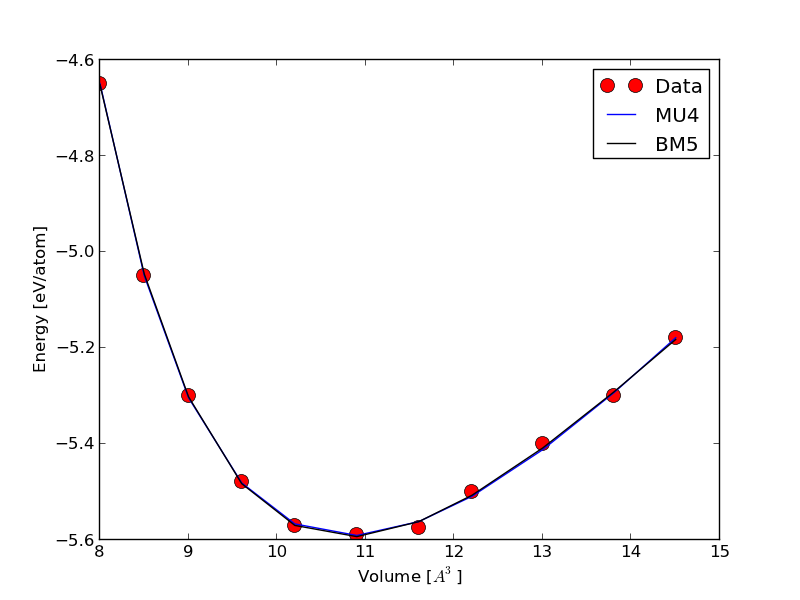 −4.6
−4.8
−5.0
−5.2
−5.4
−5.6
Energy [eV/atom]
8 9 10 11 12 13 14 15
Volume [A³ ]
Data
MU4
BM5